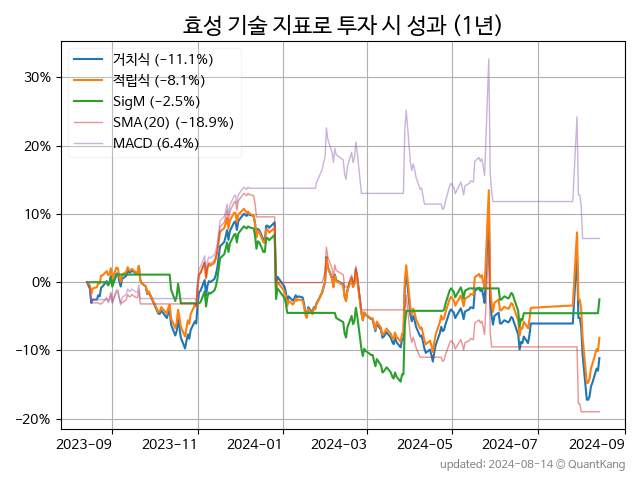 효성 기술 지표로 투자 시 성과 (1년)
거치식 (−11.1%)
적립식 (−8.1%)
SigM (−2.5%)
SMA(20) (−18.9%)
MACD (6.4%)
30%
20%
10%
0%
−10%
−20%
2023-09 2023-11 2024-01 2024-03 2024-05 2024-07 2024-09
updated: 2024-08-14 @ QuantKang